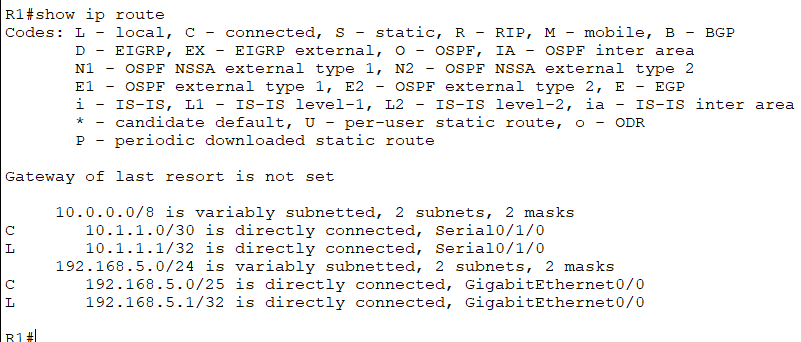 R1#show ip route
Codes: L - local, C - connected, S - static, R - RIP, M - mobile, B - BGP
       D - EIGRP, EX - EIGRP external, O - OSPF, IA - OSPF inter area
       N1 - OSPF NSSA external type 1, N2 - OSPF NSSA external type 2
       E1 - OSPF external type 1, E2 - OSPF external type 2, E - EGP
       i - IS-IS, L1 - IS-IS level-1, L2 - IS-IS level-2, ia - IS-IS inter area
       * - candidate default, U - per-user static route, o - ODR
       P - periodic downloaded static route
Gateway of last resort is not set
     10.0.0.0/8 is variably subnetted, 2 subnets, 2 masks
C       10.1.1.0/30 is directly connected, Serial0/1/0
L       10.1.1.1/32 is directly connected, Serial0/1/0
     192.168.5.0/24 is variably subnetted, 2 subnets, 2 masks
C       192.168.5.0/25 is directly connected, GigabitEthernet0/0
L       192.168.5.1/32 is directly connected, GigabitEthernet0/0
R1#